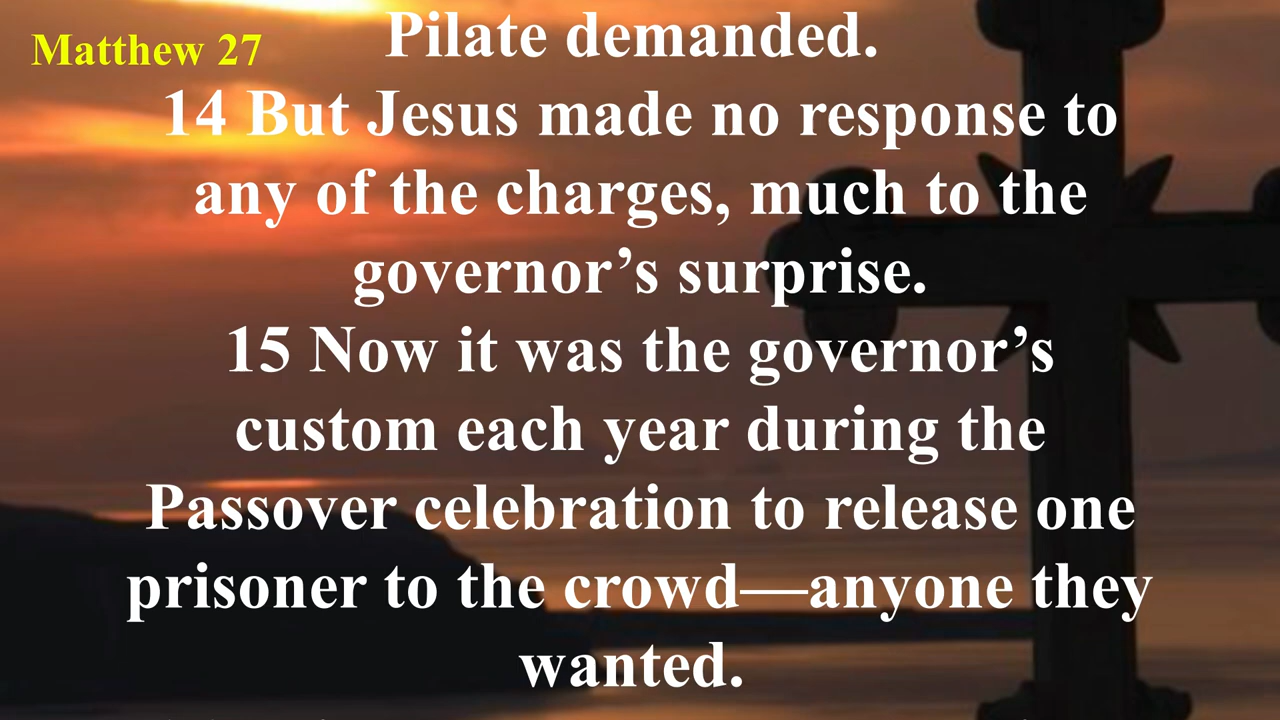 Matthew 27
Pilate demanded.
14 But Jesus made no response to
any of the charges, much to the
governor’s surprise.
15 Now it was the governor’s
custom each year during the
Passover celebration to release one
prisoner to the crowd—anyone they
wanted.